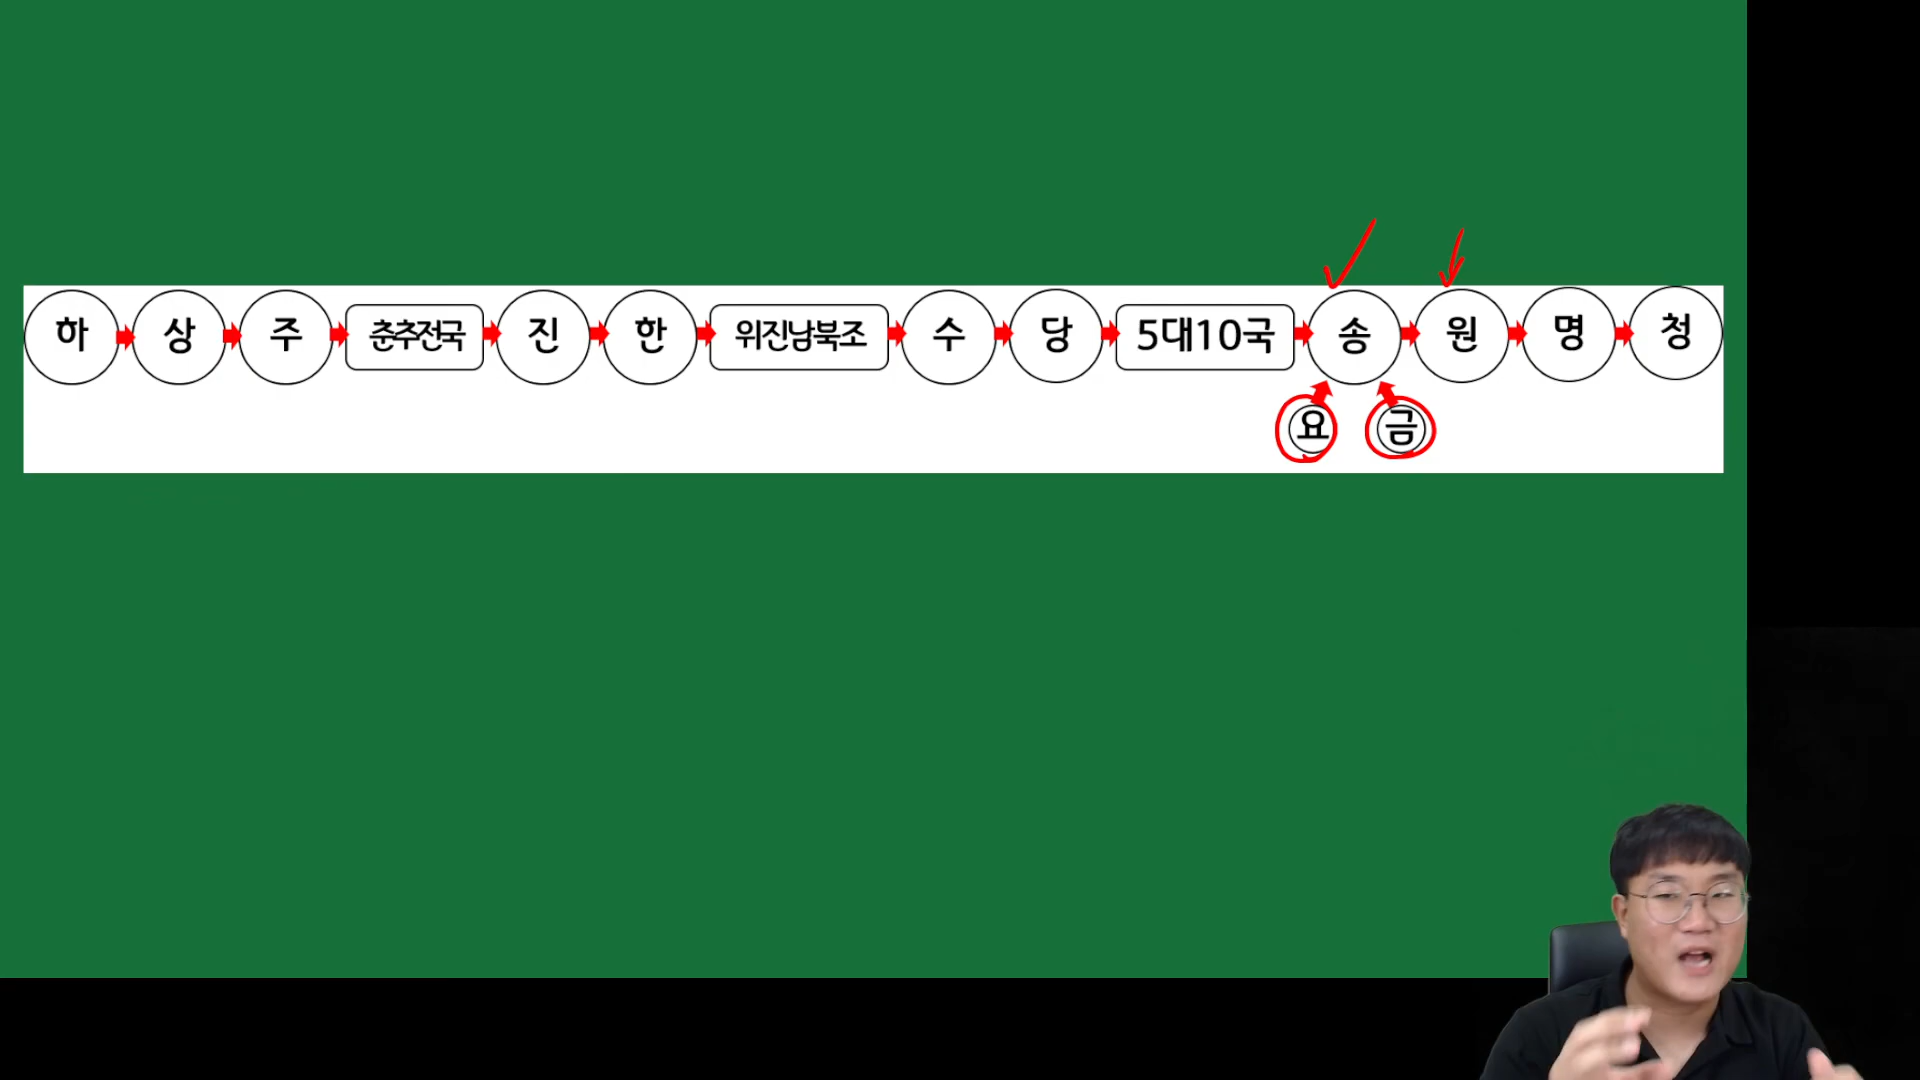 하 상 주 춘추전국 진 한 위진남북조 수 당 5대10국 송 원 명 청
요 금